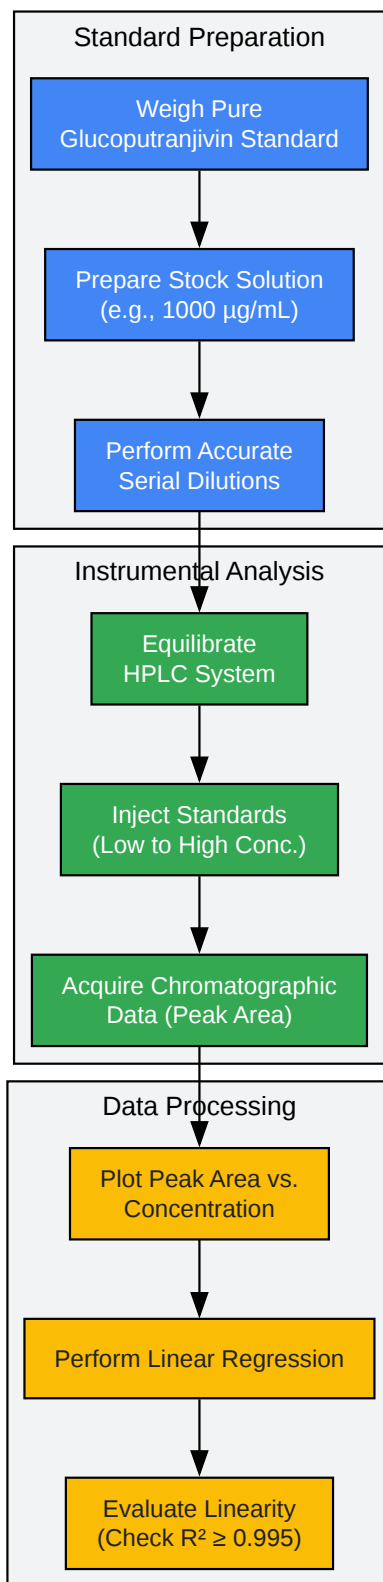 Standard Preparation
Weigh Pure
Glucoputranjivin Standard
Prepare Stock Solution
(e.g., 1000 µg/mL)
Perform Accurate
Serial Dilutions
Instrumental Analysis
Equilibrate
HPLC System
Inject Standards
(Low to High Conc.)
Acquire Chromatographic
Data (Peak Area)
Data Processing
Plot Peak Area vs.
Concentration
Perform Linear Regression
Evaluate Linearity
(Check R² ≥ 0.995)